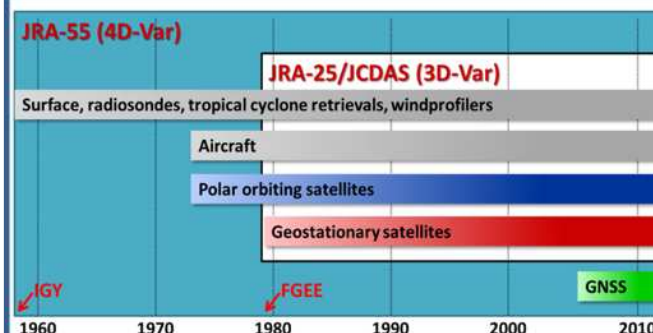 JRA-55 (4D-Var)
JRA-25/JCDAS (3D-Var)
Surface, radiosondes, tropical cyclone retrievals, windprofilers
Aircraft
Polar orbiting satellites
Geostationary satellites
GNSS
IGY
FGEE
1960 1970 1980 1990 2000 2010